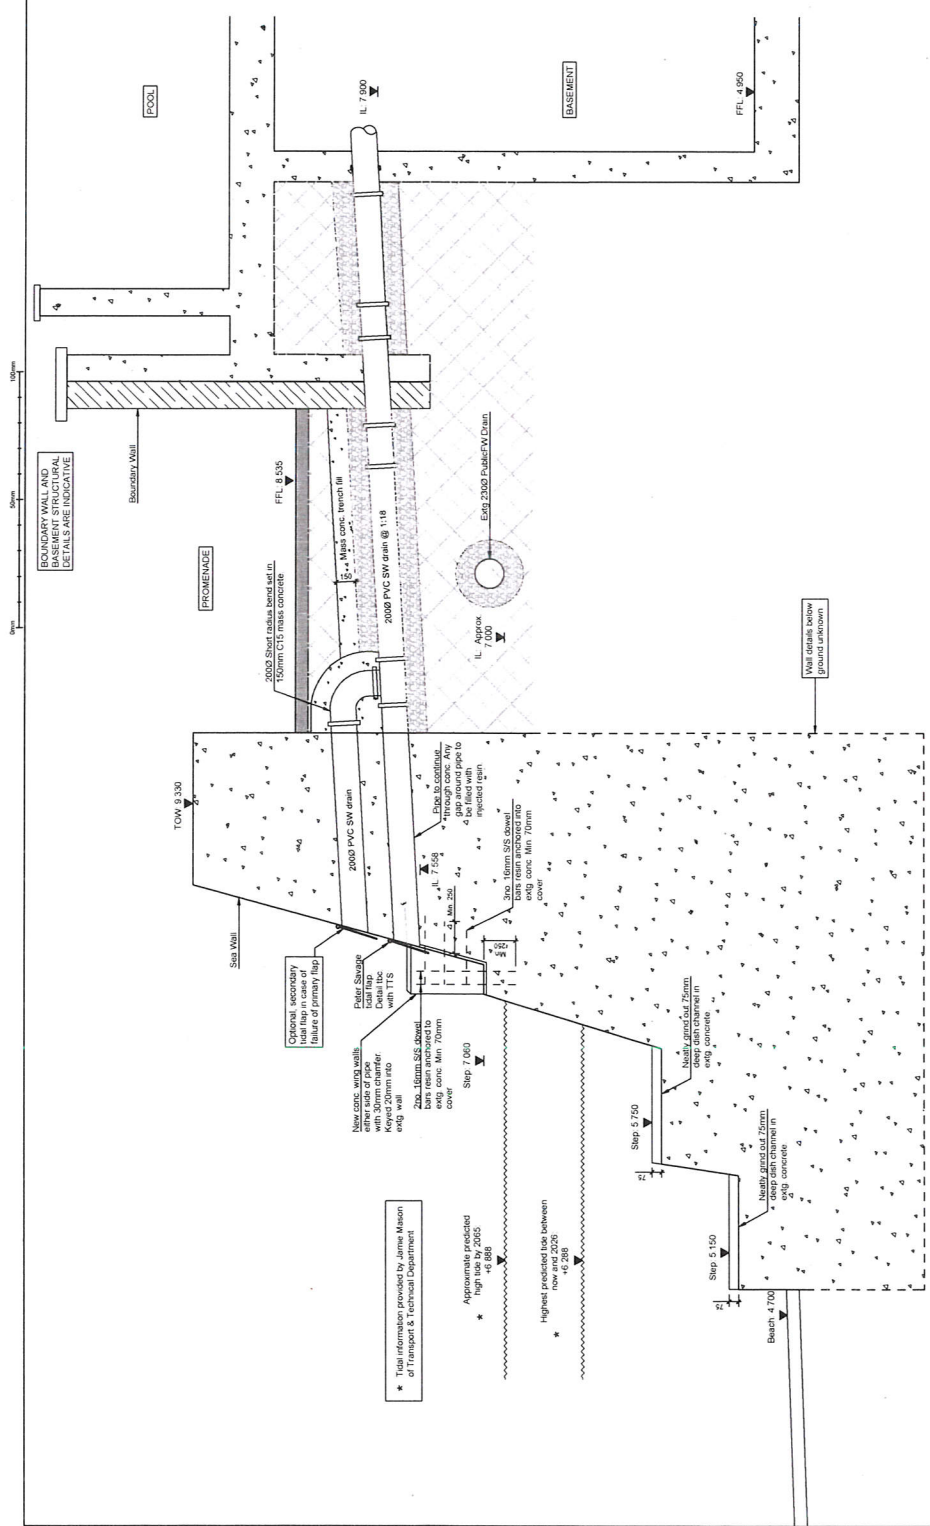 0mm
50mm
100mm
BOUNDARY WALL AND
BASEMENT STRUCTURAL
DETAILS ARE INDICATIVE
POOL
PROMENADE
Boundary Wall
TOW 9 330
Sea Wall
FFL 8.535
200Ø Short radius bend set in
150mm C15 mass concrete
150
Mass conc. trench fill
200Ø PVC SW drain
200Ø PVC SW drain @ 1:18
IL 7 900
BASEMENT
FFL 4 950
Optional, secondary
tidal flap in case of
failure of primary flap
Peter Savage
tidal flap
Detail tbc
with TTS
New conc. wing walls
either side of pipe
with 30mm chamfer.
Keyed 20mm into
extg. wall
2no. 16mm S/S dowel
bars resin anchored to
extg. conc. Min 70mm
cover
IL 7 558
Min. 250
Min
250
Pipe to continue
through conc. Any
gap around pipe to
be filled with
injected resin
3no. 16mm S/S dowel
bars resin anchored into
extg. conc. Min 70mm
cover
IL Approx
7 000
Extg 230Ø PublicFW Drain
* Tidal information provided by Jamie Mason
of Transport & Technical Department
Step 7 060
Approximate predicted
high tide by 2065
+6 888
*
Highest predicted tide between
now and 2026
+6 288
*
Step 5 750
75
Neatly grind out 75mm
deep dish channel in
extg. concrete.
Step 5 150
75
Neatly grind out 75mm
deep dish channel in
extg. concrete.
Beach 4 700
Wall details below
ground unknown